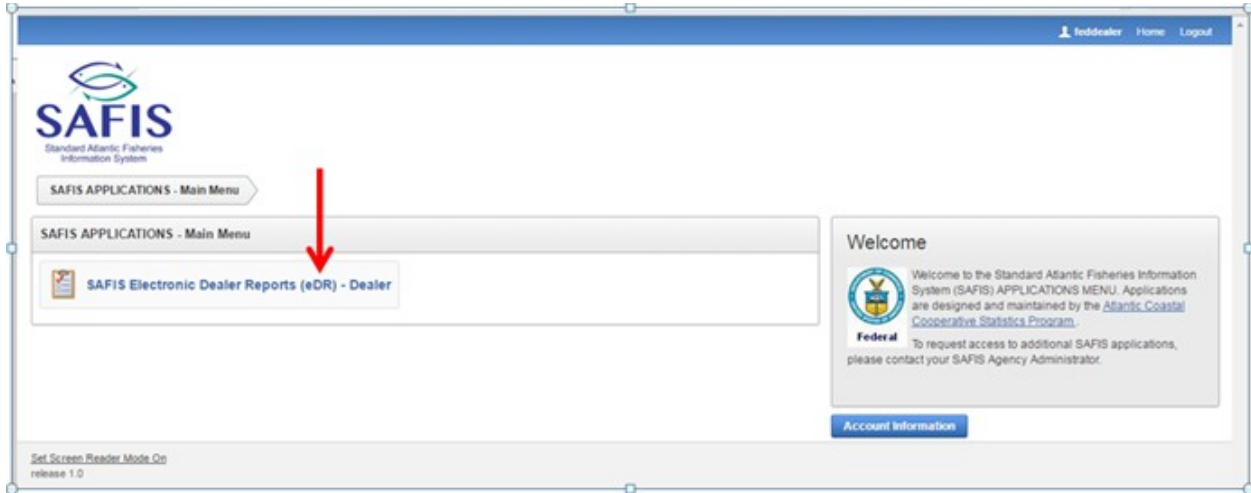 feddealer Home Logout
SAFIS
Standard Atlantic Fisheries
Information System
SAFIS APPLICATIONS - Main Menu
SAFIS APPLICATIONS - Main Menu
SAFIS Electronic Dealer Reports (eDR) - Dealer
Welcome
Welcome to the Standard Atlantic Fisheries Information
System (SAFIS) APPLICATIONS MENU. Applications
are designed and maintained by the Atlantic Coastal
Cooperative Statistics Program .
Federal
To request access to additional SAFIS applications,
please contact your SAFIS Agency Administrator.
Account Information
Set Screen Reader Mode On
release 1.0